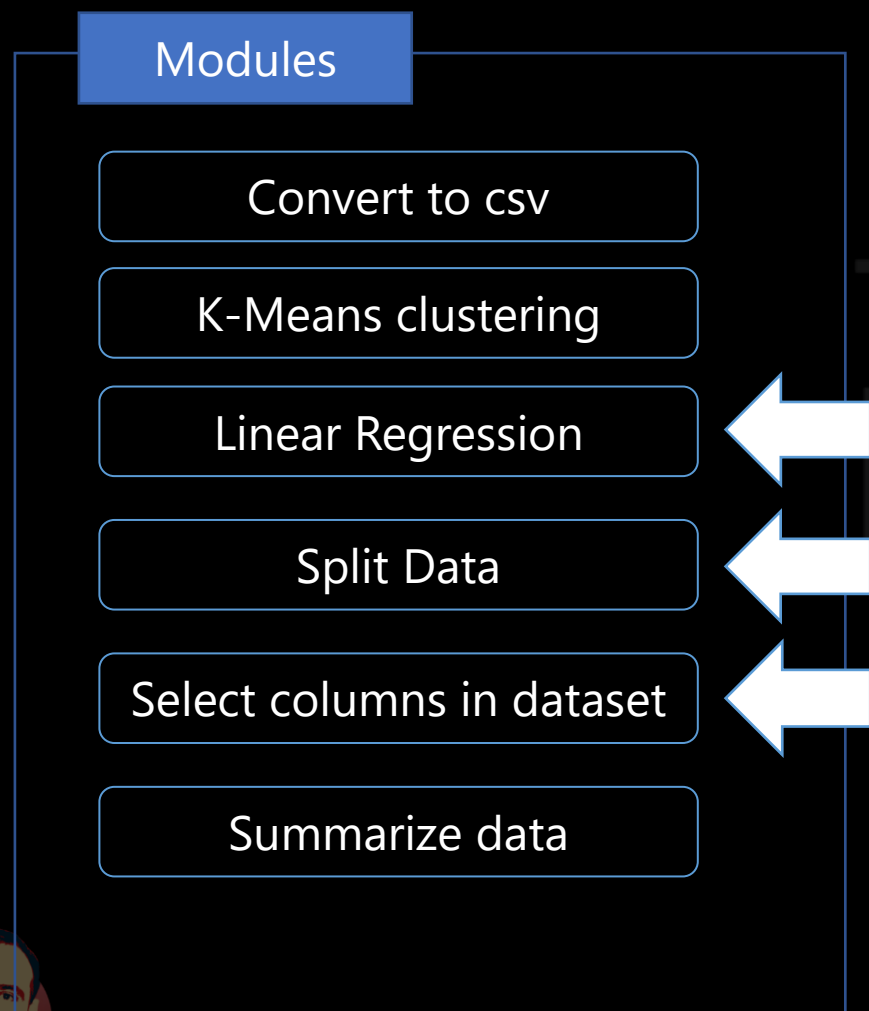 Modules
Convert to csv
K-Means clustering
Linear Regression
Split Data
Select columns in dataset
Summarize data